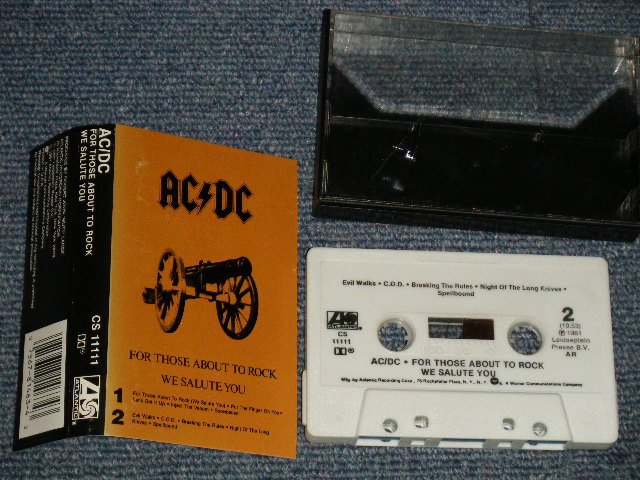 AC/DC
FOR THOSE ABOUT TO ROCK
WE SALUTE YOU
CS 11111
ATLANTIC
AC⚡DC
FOR THOSE ABOUT TO ROCK
WE SALUTE YOU
1
For Those About To Rock (We Salute You) • Put The Finger On You •
Let's Get It Up • Inject The Venom • Snowballed
2
Evil Walks • C.O.D. • Breaking The Rules • Night Of The Long
Knives • Spellbound
Evil Walks • C.O.D. • Breaking The Rules • Night Of The Long Knives •
Spellbound
ATLANTIC
CS
11111
2
(19:53)
℗ 1981
Leidseplein
Presse B.V.
AR
AC/DC • FOR THOSE ABOUT TO ROCK
WE SALUTE YOU
Mfg. by Atlantic Recording Corp., 75 Rockefeller Plaza, N.Y., N.Y. A Warner Communications Company